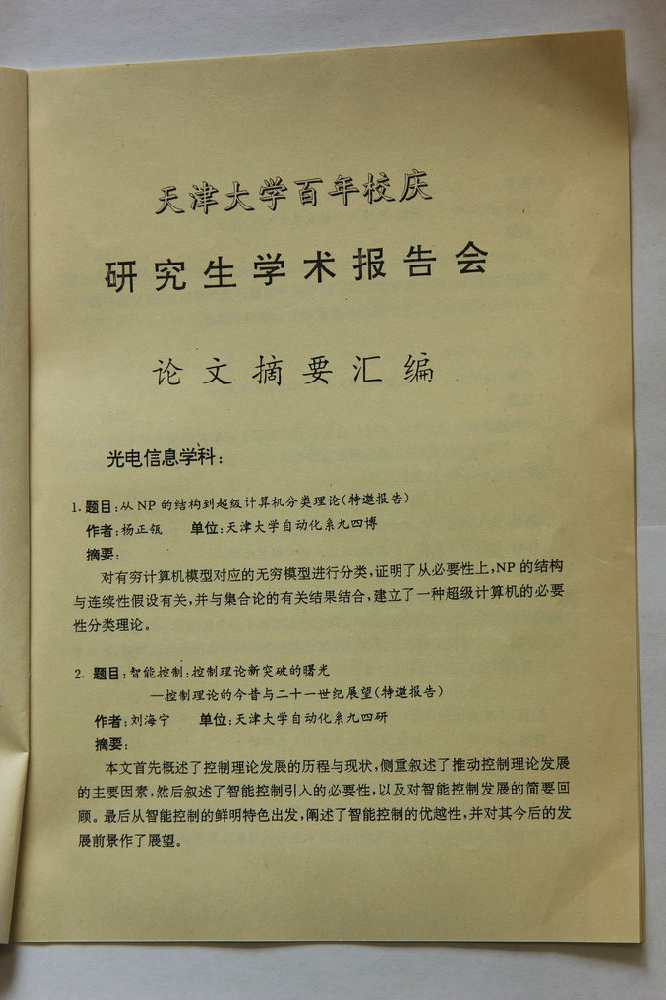 天津大学百年校庆
研究生学术报告会
论文摘要汇编
光电信息学科:
1. 题目:从NP的结构到超级计算机分类理论(特邀报告)
作者:杨正瓴 单位:天津大学自动化系九四博
摘要:
对有穷计算机模型对应的无穷模型进行分类,证明了从必要性上,NP的结构
与连续性假设有关,并与集合论的有关结果结合,建立了一种超级计算机的必要
性分类理论。
2. 题目:智能控制:控制理论新突破的曙光
—控制理论的今昔与二十一世纪展望(特邀报告)
作者:刘海宁 单位:天津大学自动化系九四研
摘要:
本文首先概述了控制理论发展的历程与现状,侧重叙述了推动控制理论发展
的主要因素,然后叙述了智能控制引入的必要性,以及对智能控制发展的简要回
顾。最后从智能控制的鲜明特色出发,阐述了智能控制的优越性,并对其今后的发
展前景作了展望。